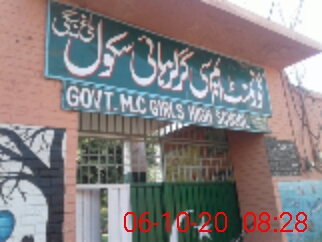 گورنمنٹ ایم سی گرلز ہائی سکول
GOVT. M.C GIRLS HIGH SCHOOL
06-10-20 08:28